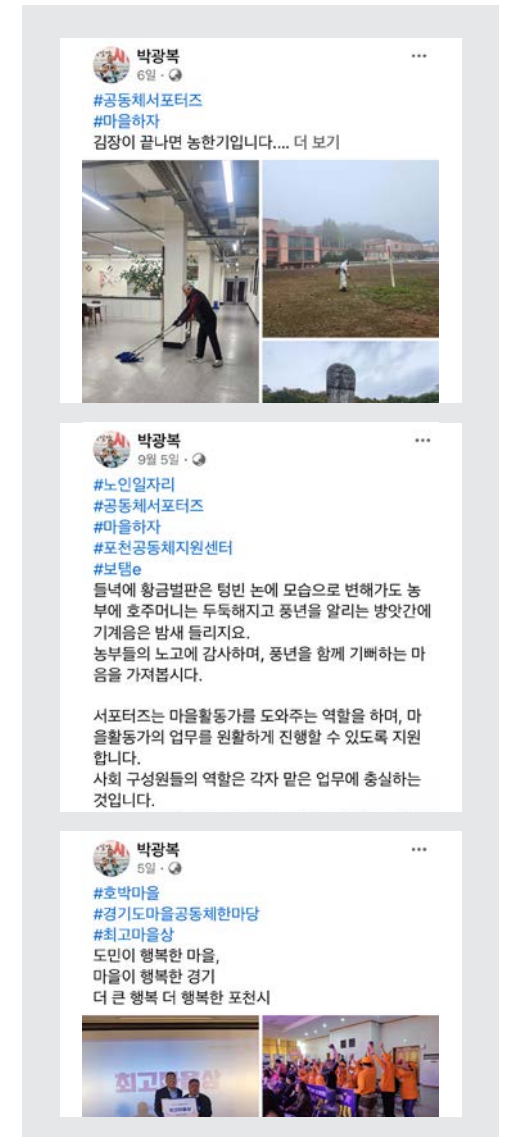 박광복
6일 ·
#공동체서포터즈
#마을하자
김장이 끝나면 농한기입니다.... 더 보기
박광복
9월 5일 ·
#노인일자리
#공동체서포터즈
#마을하자
#포천공동체지원센터
#보탬e
들녘에 황금벌판은 텅빈 논에 모습으로 변해가도 농
부에 호주머니는 두둑해지고 풍년을 알리는 방앗간에
기계음은 밤새 들리지요.
농부들의 노고에 감사하며, 풍년을 함께 기뻐하는 마
음을 가져봅시다.
서포터즈는 마을활동가를 도와주는 역할을 하며, 마
을활동가의 업무를 원활하게 진행할 수 있도록 지원
합니다.
사회 구성원들의 역할은 각자 맡은 업무에 충실하는
것입니다.
박광복
5일 ·
#호박마을
#경기도마을공동체한마당
#최고마을상
도민이 행복한 마을,
마을이 행복한 경기
더 큰 행복 더 행복한 포천시
최고마을상
최고마을상